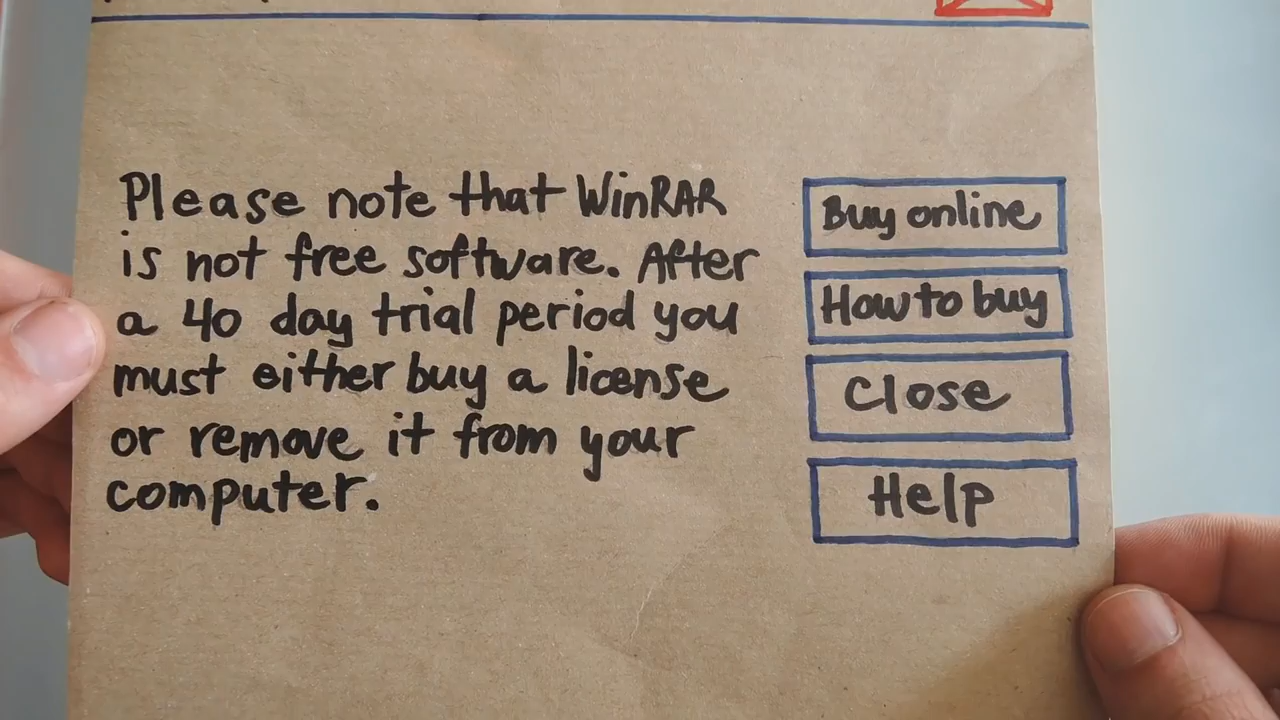 Please note that WinRAR
is not free software. After
a 40 day trial period you
must either buy a license
or remove it from your
computer.
Buy online
How to buy
Close
Help